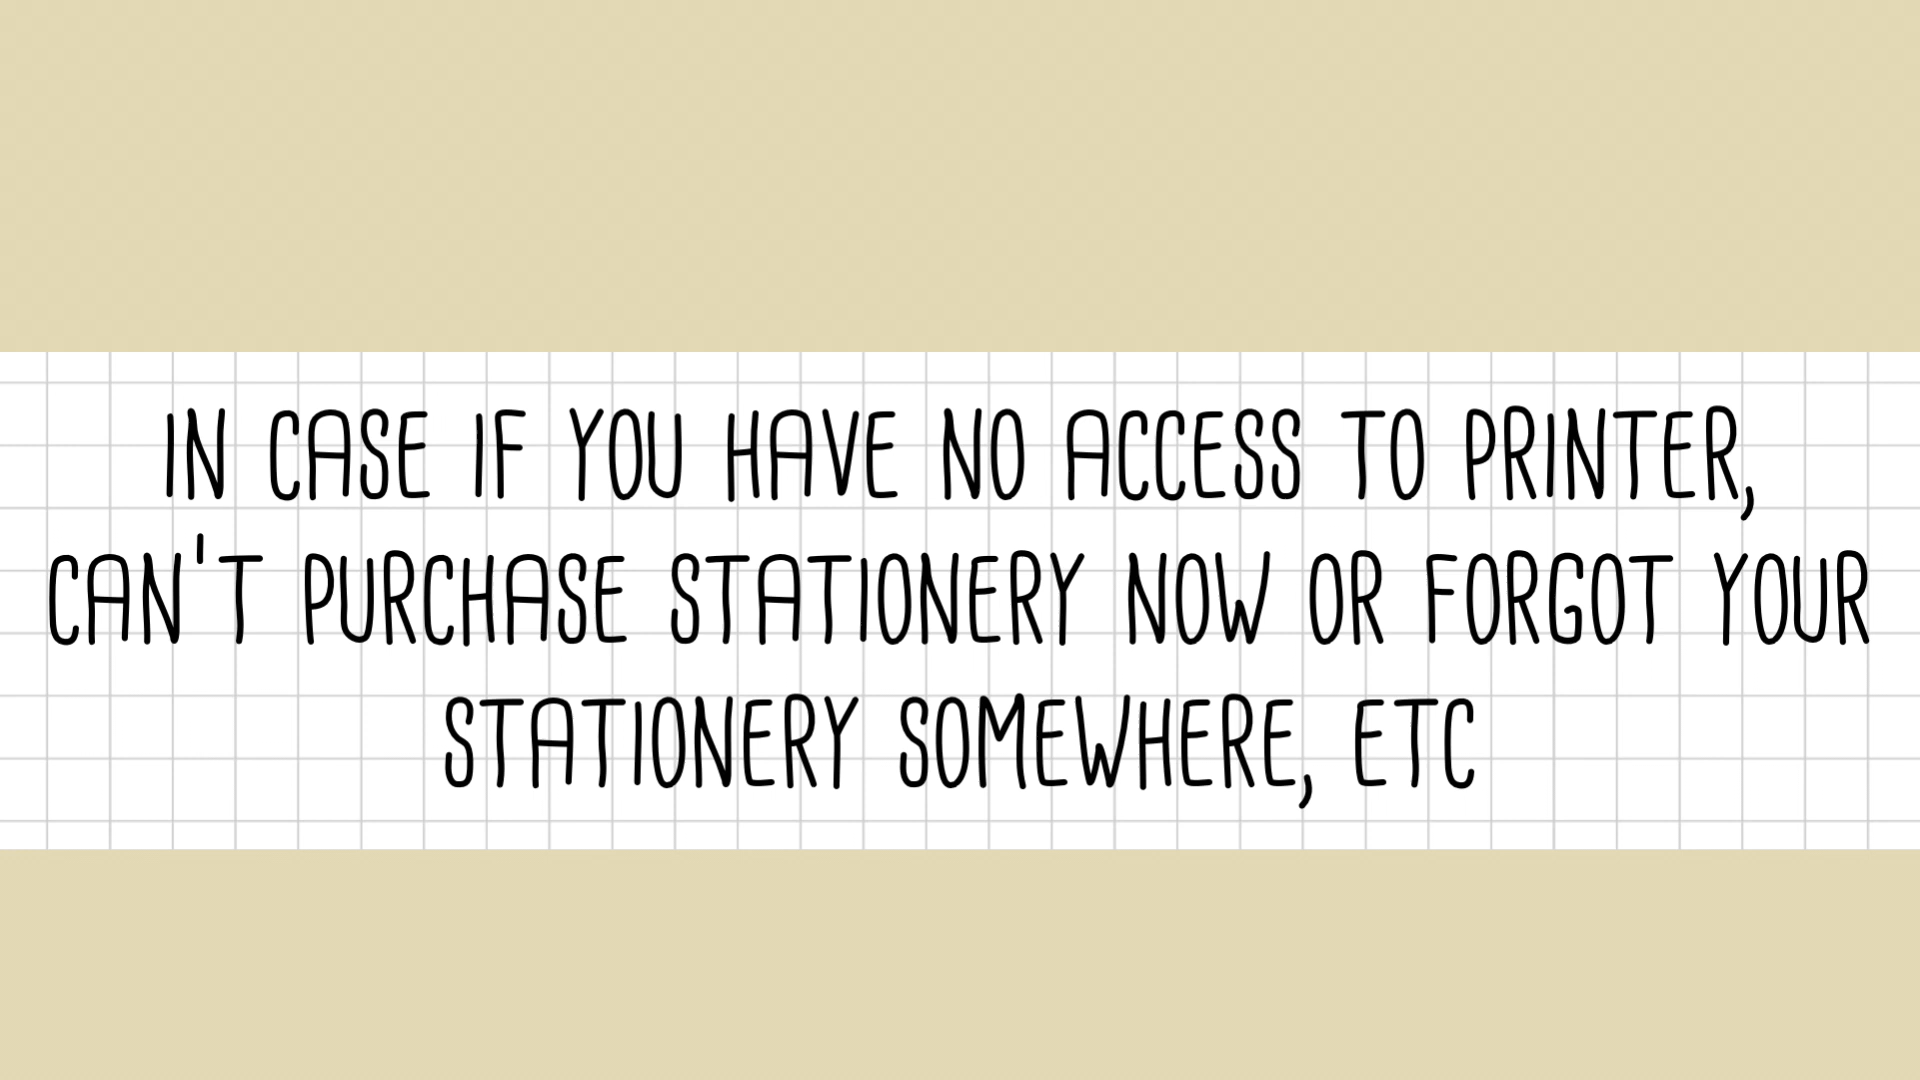 IN CASE IF YOU HAVE NO ACCESS TO PRINTER,
CAN'T PURCHASE STATIONERY NOW OR FORGOT YOUR
STATIONERY SOMEWHERE, ETC